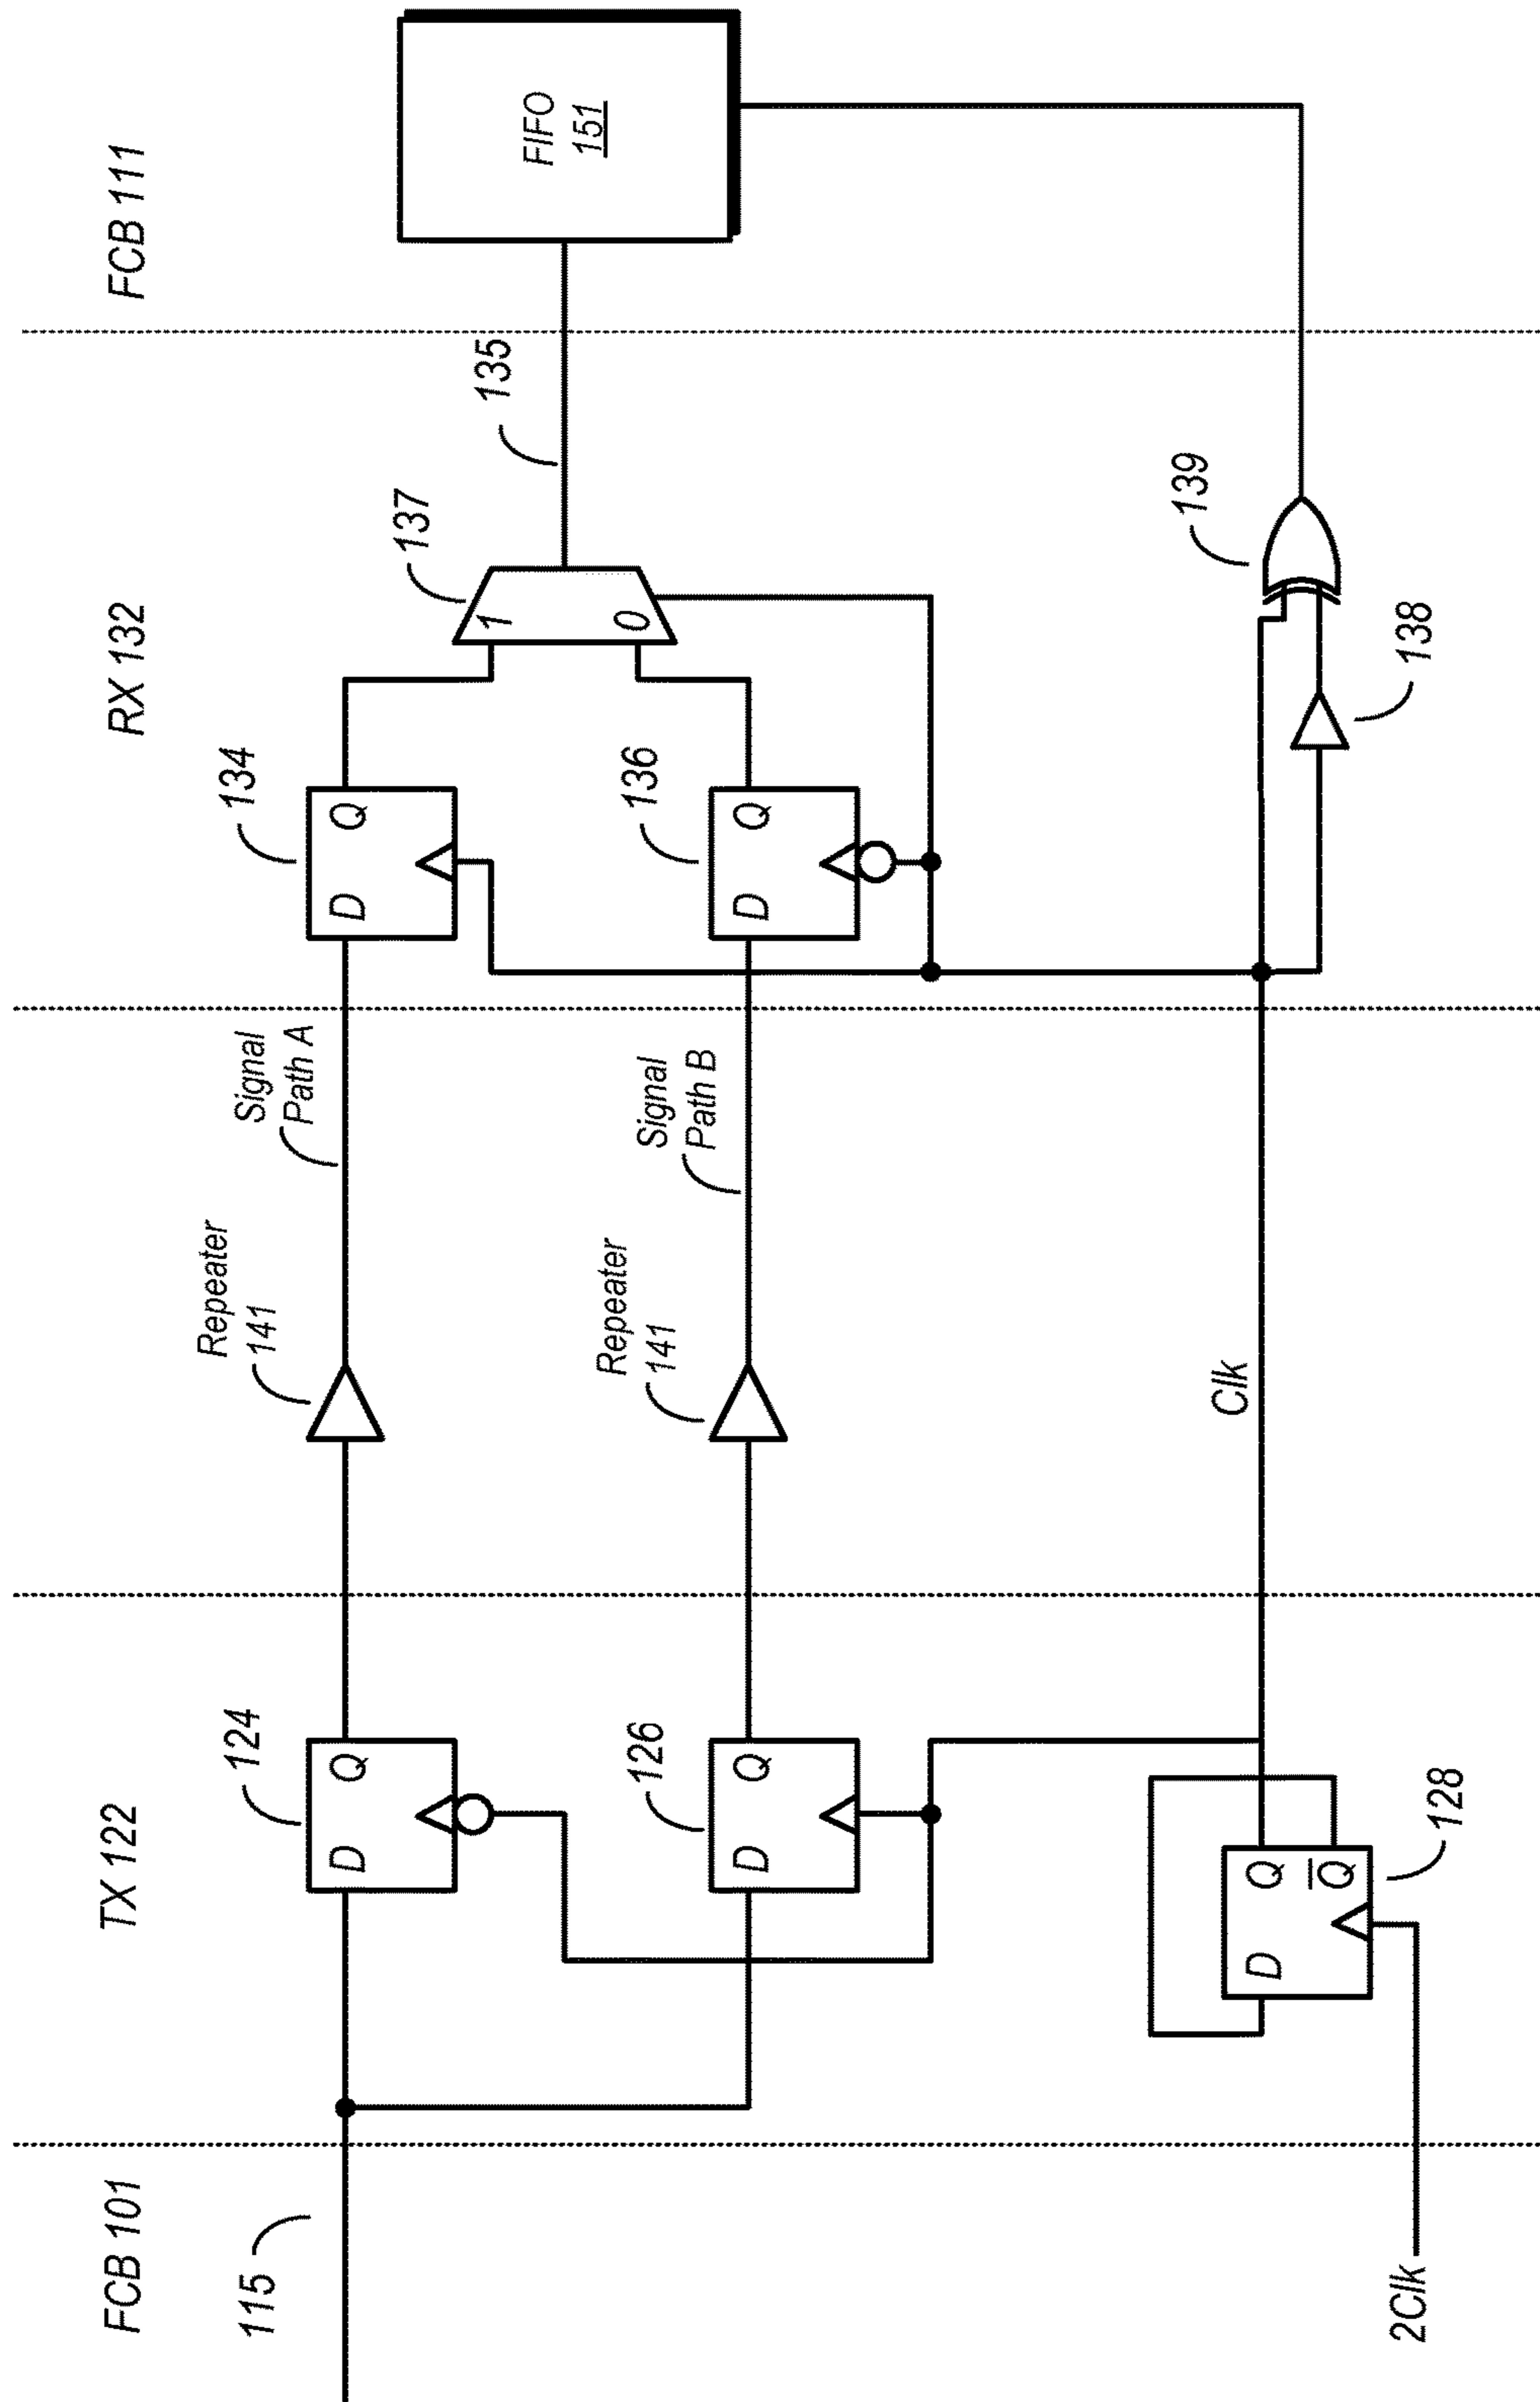 FCB 101
TX 122
RX 132
FCB 111
115
124
D
Q
Repeater
141
Signal
Path A
134
D
Q
137
1
0
135
FIFO
151
126
D
Q
Repeater
141
Signal
Path B
136
D
Q
Clk
139
138
D
Q
Q̅
128
2Clk